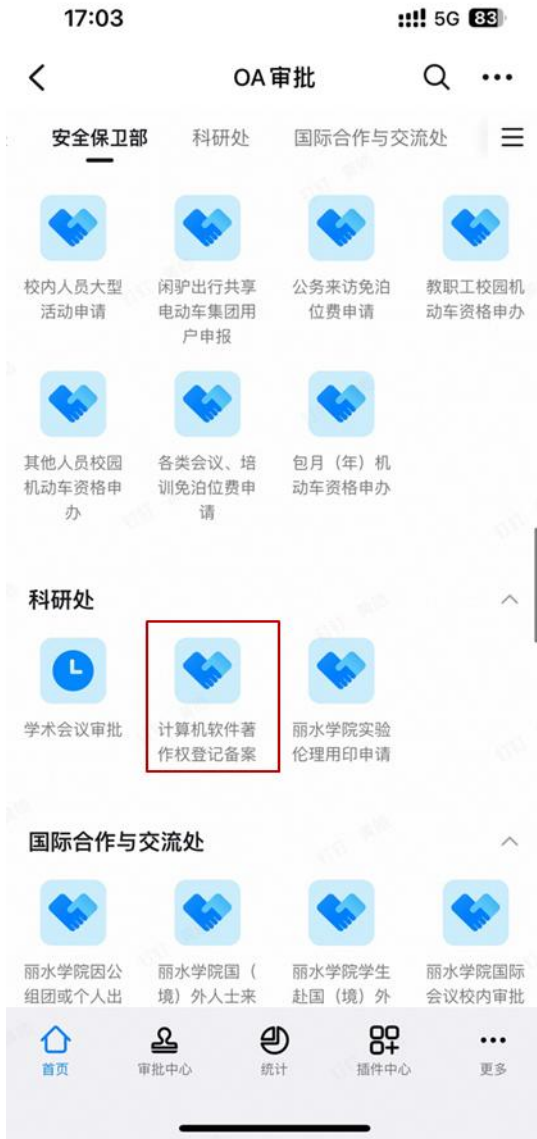 17:03
5G 83
OA审批
安全保卫部 科研处 国际合作与交流处
校内人员大型 闲驴出行共享 公务来访免泊 教职工校园机
活动申请 电动车集团用 位费申请 动车资格申办
户申报
其他人员校园 各类会议、培 包月（年）机
机动车资格申 训免泊位费申 动车资格申办
办 请
科研处
学术会议审批 计算机软件著 丽水学院实验
作权登记备案 伦理用印申请
国际合作与交流处
丽水学院因公 丽水学院国（ 丽水学院学生 丽水学院国际
组团或个人出 境）外人士来 赴国（境）外 会议校内审批
首页 审批中心 统计 插件中心 更多